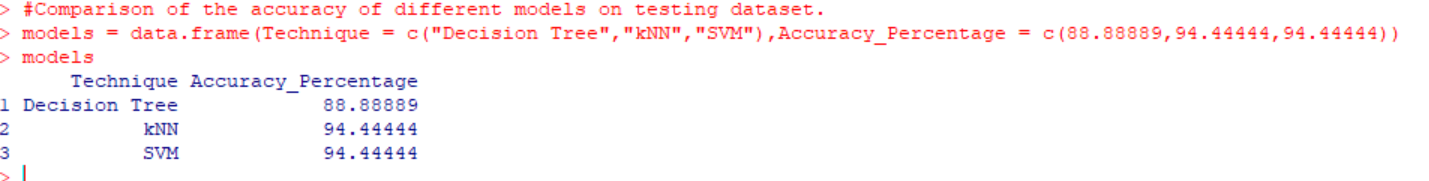 > #Comparison of the accuracy of different models on testing dataset.
> models = data.frame(Technique = c("Decision Tree","kNN","SVM"),Accuracy_Percentage = c(88.88889,94.44444,94.44444))
> models
      Technique Accuracy_Percentage
1 Decision Tree            88.88889
2           kNN            94.44444
3           SVM            94.44444
>